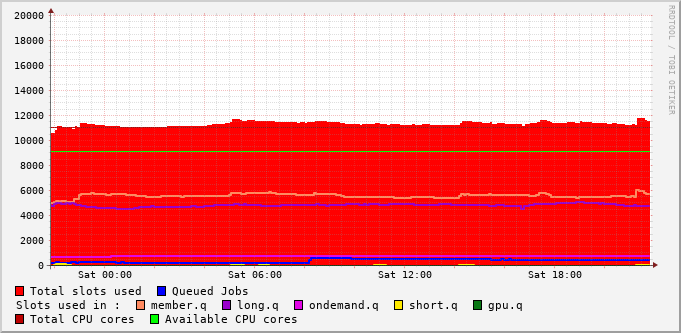 20000
18000
16000
14000
12000
10000
8000
6000
4000
2000
0
Sat 00:00 Sat 06:00 Sat 12:00 Sat 18:00
RRDTOOL / TOBI OETIKER
Total slots used Queued Jobs
Slots used in : member.q long.q ondemand.q short.q gpu.q
Total CPU cores Available CPU cores